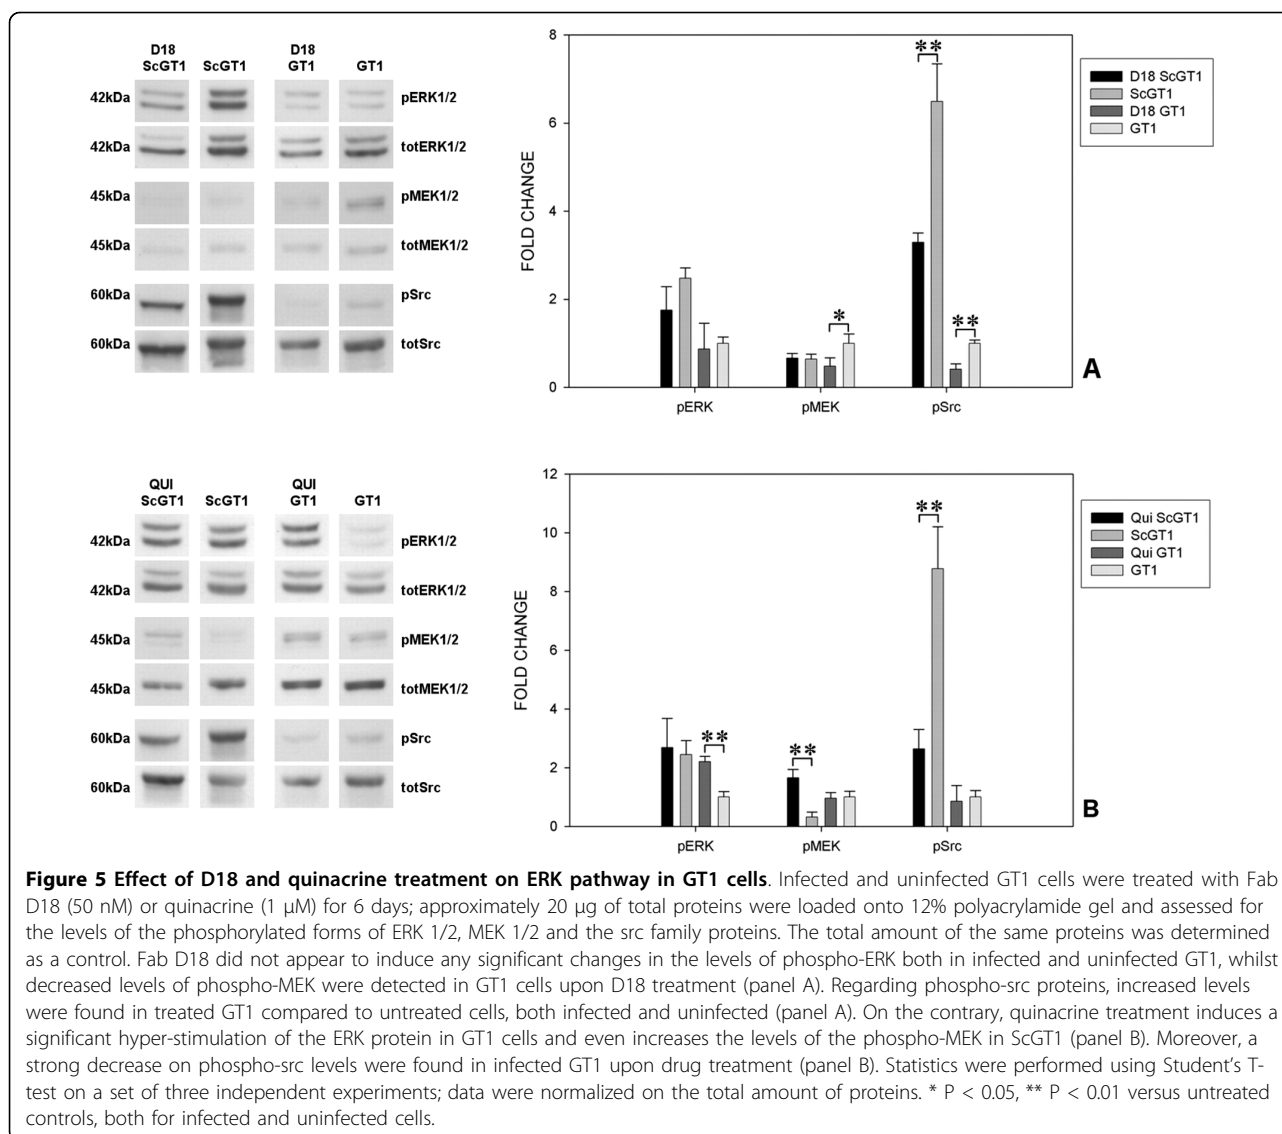 D18
ScGT1 ScGT1 D18
GT1 GT1
42kDa pERK1/2
42kDa totERK1/2
45kDa pMEK1/2
45kDa totMEK1/2
60kDa pSrc
60kDa totSrc
8
6
4
2
0
FOLD CHANGE
**
*
**
pERK pMEK pSrc
D18 ScGT1
ScGT1
D18 GT1
GT1
A
QUI
ScGT1 ScGT1 QUI
GT1 GT1
42kDa pERK1/2
42kDa totERK1/2
45kDa pMEK1/2
45kDa totMEK1/2
60kDa pSrc
60kDa totSrc
12
10
8
6
4
2
0
FOLD CHANGE
**
**
**
pERK pMEK pSrc
Qui ScGT1
ScGT1
Qui GT1
GT1
B
Figure 5 Effect of D18 and quinacrine treatment on ERK pathway in GT1 cells. Infected and uninfected GT1 cells were treated with Fab
D18 (50 nM) or quinacrine (1 μM) for 6 days; approximately 20 μg of total proteins were loaded onto 12% polyacrylamide gel and assessed for
the levels of the phosphorylated forms of ERK 1/2, MEK 1/2 and the src family proteins. The total amount of the same proteins was determined
as a control. Fab D18 did not appear to induce any significant changes in the levels of phospho-ERK both in infected and uninfected GT1, whilst
decreased levels of phospho-MEK were detected in GT1 cells upon D18 treatment (panel A). Regarding phospho-src proteins, increased levels
were found in treated GT1 compared to untreated cells, both infected and uninfected (panel A). On the contrary, quinacrine treatment induces a
significant hyper-stimulation of the ERK protein in GT1 cells and even increases the levels of the phospho-MEK in ScGT1 (panel B). Moreover, a
strong decrease on phospho-src levels were found in infected GT1 upon drug treatment (panel B). Statistics were performed using Student's T-
test on a set of three independent experiments; data were normalized on the total amount of proteins. * P < 0.05, ** P < 0.01 versus untreated
controls, both for infected and uninfected cells.